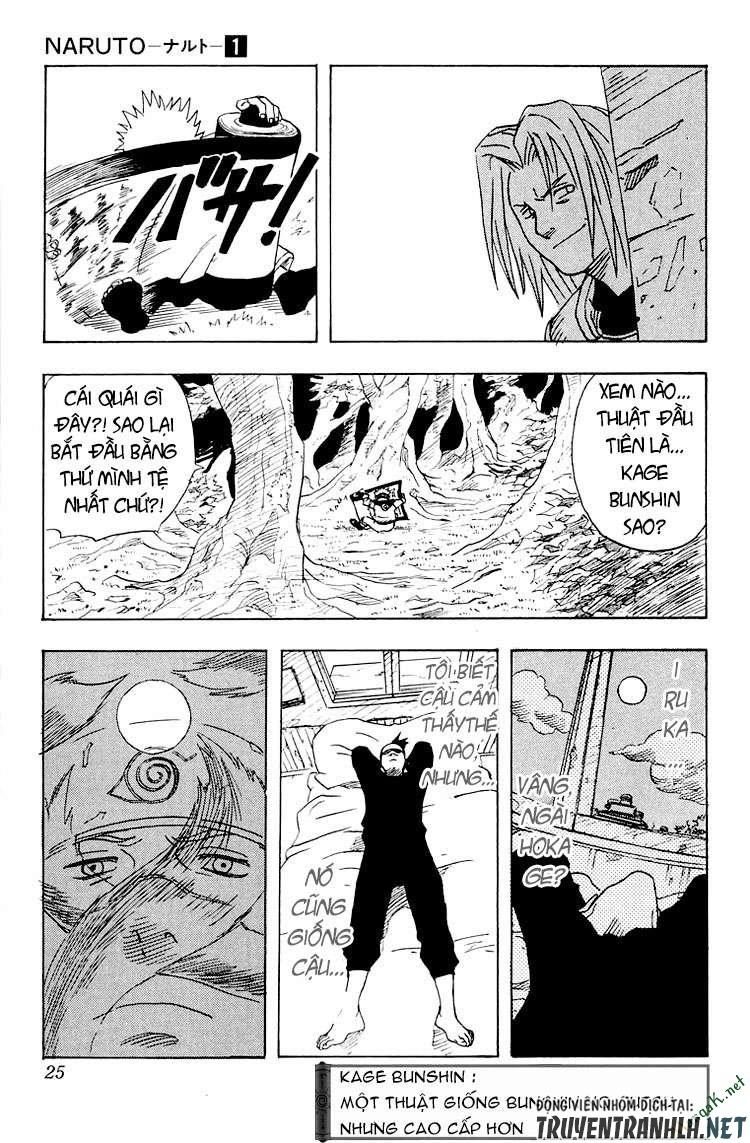 NARUTO—ナルト—1
バサ!
XEM NÀO...
THUẬT ĐẦU
TIÊN LÀ...
KAGE
BUNSHIN
SAO?
CÁI QUÁI GÌ
ĐÂY?! SAO LẠI
BẮT ĐẦU BẰNG
THỨ MÌNH TỆ
NHẤT CHỨ?!
I
RU
KA
....
VÂNG,
NGÀI
HOKA
GE?
TÔI BIẾT
CẬU CẢM
THẤYTHẾ
NÀO,
NHƯNG...
NÓ
CŨNG
GIỐNG
CẬU...
25
KAGE BUNSHIN :
MỘT THUẬT GIỐNG
NHƯNG CAO CẤP HƠN
ĐỘNG VIÊN NHÓM DỊCH TẠI:
TRUYENTRANHLH.NET